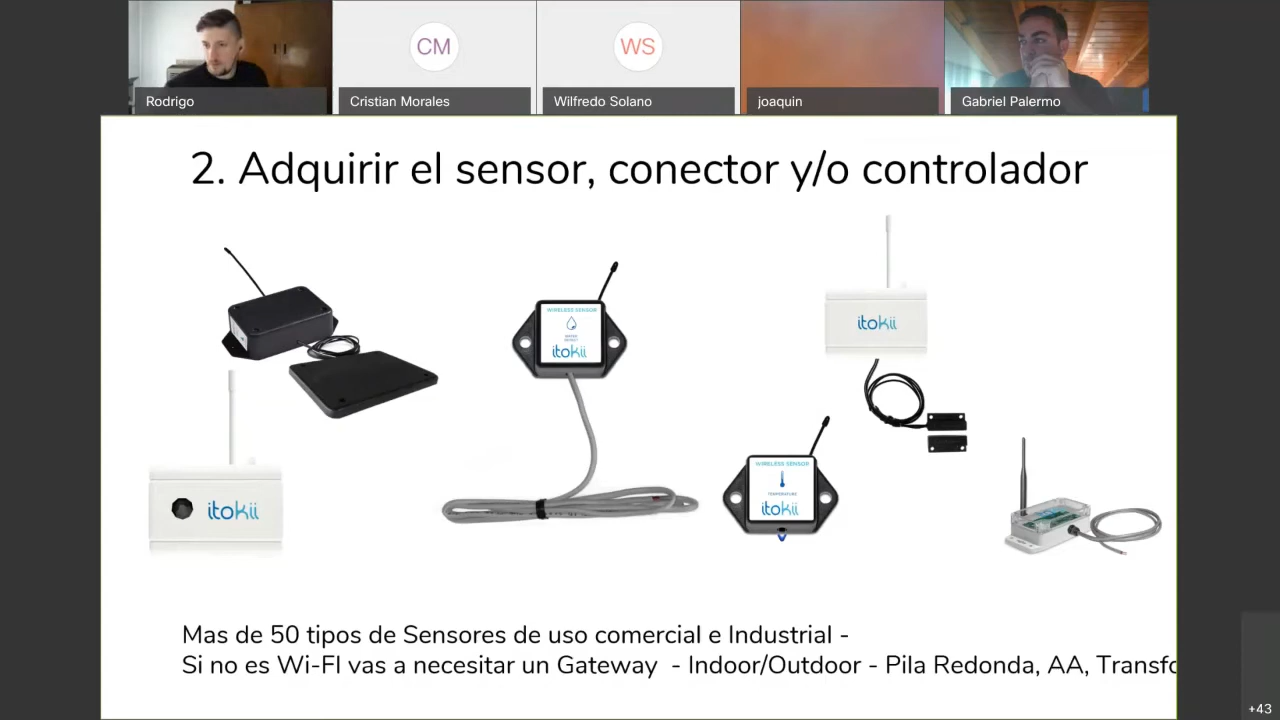 CM
WS
Rodrigo
Cristian Morales
Wilfredo Solano
joaquin
Gabriel Palermo
2. Adquirir el sensor, conector y/o controlador
WIRELESS SENSOR
itokii
itokii
WIRELESS SENSOR
TEMPERATURE
itokii
itokii
Mas de 50 tipos de Sensores de uso comercial e Industrial -
Si no es Wi-FI vas a necesitar un Gateway - Indoor/Outdoor - Pila Redonda, AA, Transfo
+43